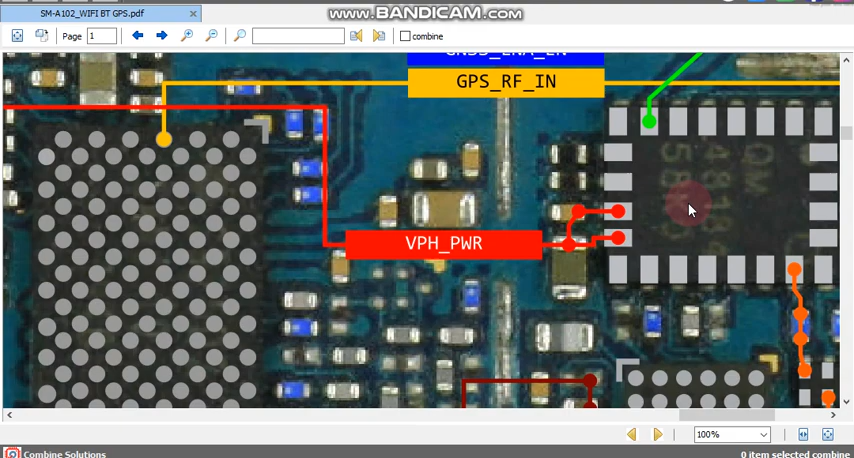 WWW.BANDICAM.COM
SM-A102_WIFI BT GPS.pdf
Page 1
combine
GNSS_LNA_EN
GPS_RF_IN
VPH_PWR
100%
Combine Solutions
0 item selected combine